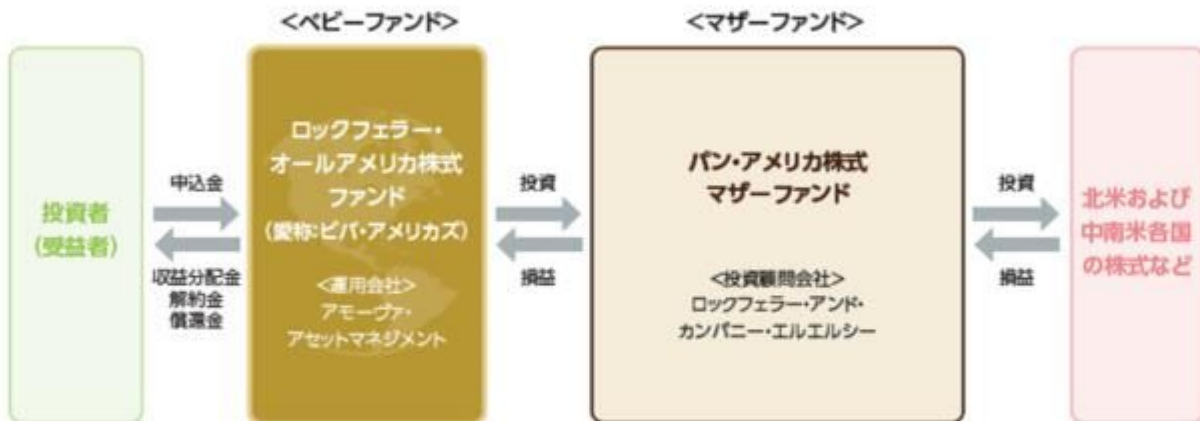 <ベビーファンド>
<マザーファンド>
投資者
(受益者)
申込金
収益分配金
解約金
償還金
ロックフェラー・
オールアメリカ株式
ファンド
(愛称:ビバ・アメリカズ)
<運用会社>
アモーヴァ・
アセットマネジメント
投資
損益
パン・アメリカ株式
マザーファンド
<投資顧問会社>
ロックフェラー・アンド・
カンパニー・エルエルシー
投資
損益
北米および
中南米各国
の株式など